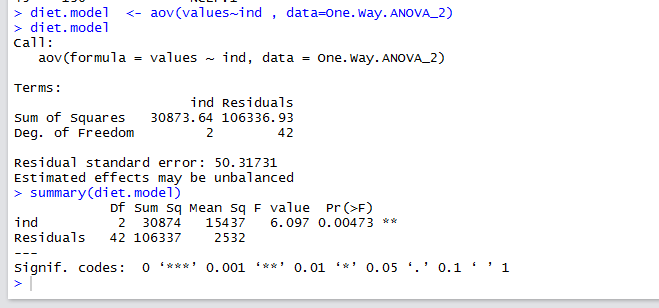 > diet.model  <- aov(values~ind , data=One.Way.ANOVA_2)
> diet.model
Call:
   aov(formula = values ~ ind, data = One.Way.ANOVA_2)
Terms:
                      ind Residuals
Sum of Squares   30873.64 106336.93
Deg. of Freedom         2        42
Residual standard error: 50.31731
Estimated effects may be unbalanced
> summary(diet.model)
            Df Sum Sq Mean Sq F value  Pr(>F)
ind          2  30874   15437   6.097 0.00473 **
Residuals   42 106337    2532
---
Signif. codes:  0 ‘***’ 0.001 ‘**’ 0.01 ‘*’ 0.05 ‘.’ 0.1 ‘ ’ 1
>